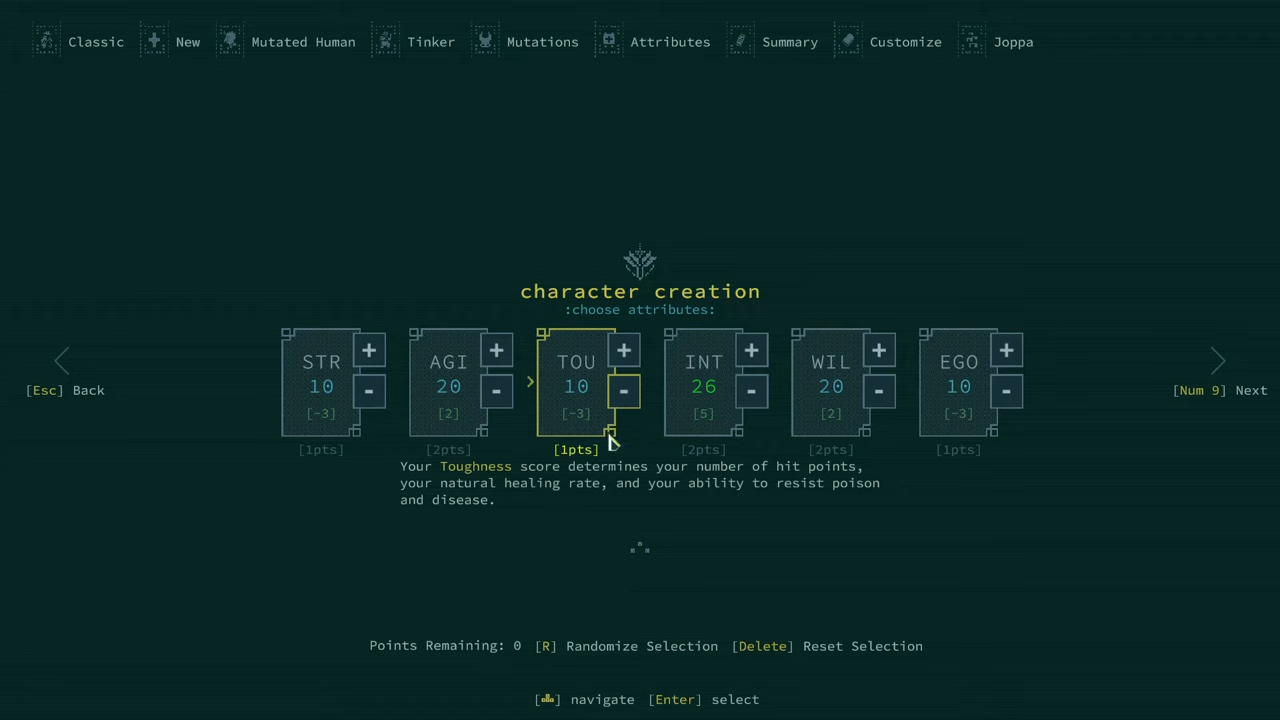 Classic New Mutated Human Tinker Mutations Attributes Summary Customize Joppa
character creation
:choose attributes:
STR AGI TOU INT WIL EGO
10 20 10 26 20 10
[-3] [2] [-3] [5] [2] [-3]
+ + + + + +
- - - - - -
[Esc] Back
[Num 9] Next
[1pts] [2pts] [1pts] [2pts] [2pts] [1pts]
Your Toughness score determines your number of hit points,
your natural healing rate, and your ability to resist poison
and disease.
Points Remaining: 0 [R] Randomize Selection [Delete] Reset Selection
navigate [Enter] select